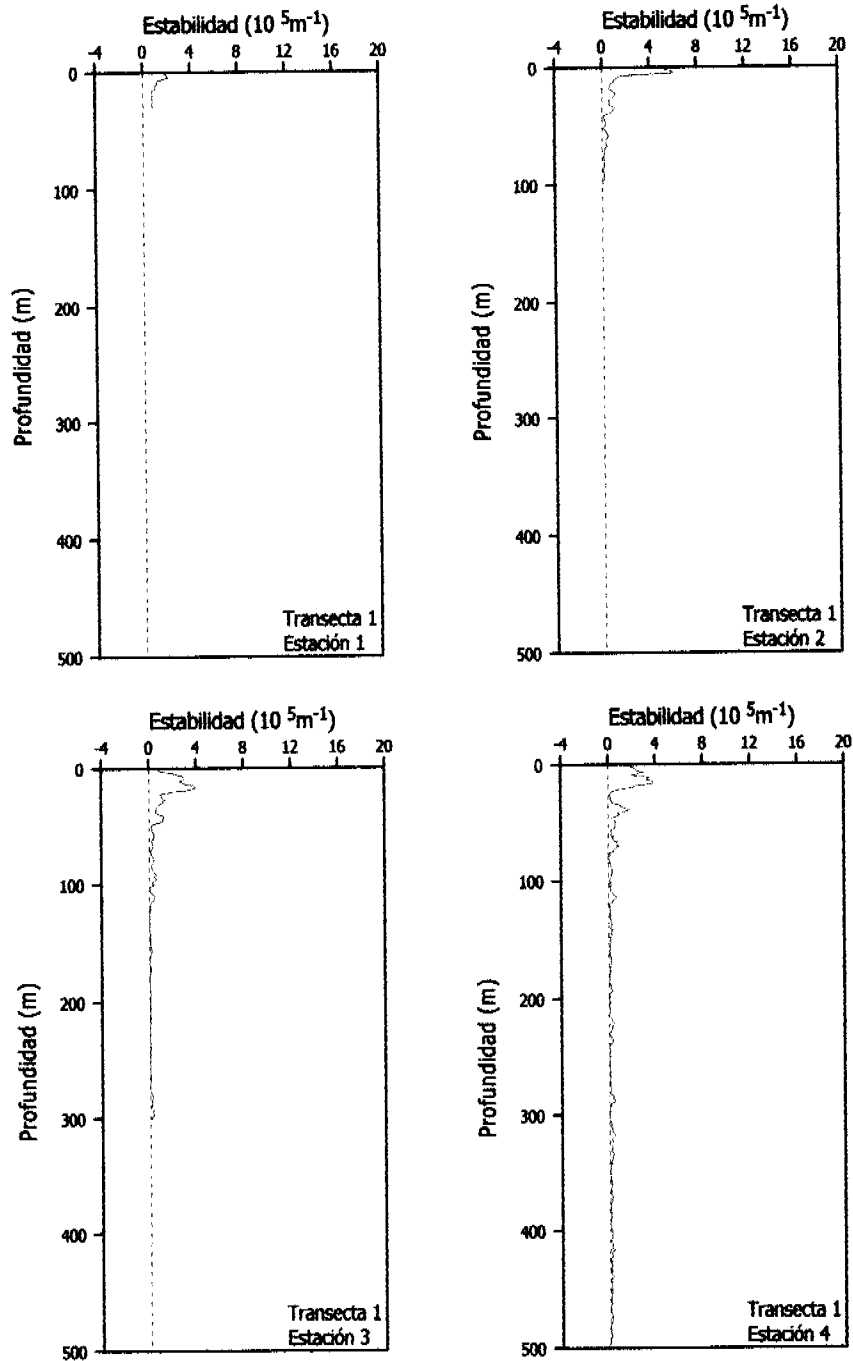 Estabilidad (10 5m-1)
-4 0 4 8 12 16 20
0
100
200
300
400
500
Profundidad (m)
Transecta 1
Estación 1
Estabilidad (10 5m-1)
-4 0 4 8 12 16 20
0
100
200
300
400
500
Profundidad (m)
Transecta 1
Estación 2
Estabilidad (10 5m-1)
-4 0 4 8 12 16 20
0
100
200
300
400
500
Profundidad (m)
Transecta 1
Estación 3
Estabilidad (10 5m-1)
-4 0 4 8 12 16 20
0
100
200
300
400
500
Profundidad (m)
Transecta 1
Estación 4